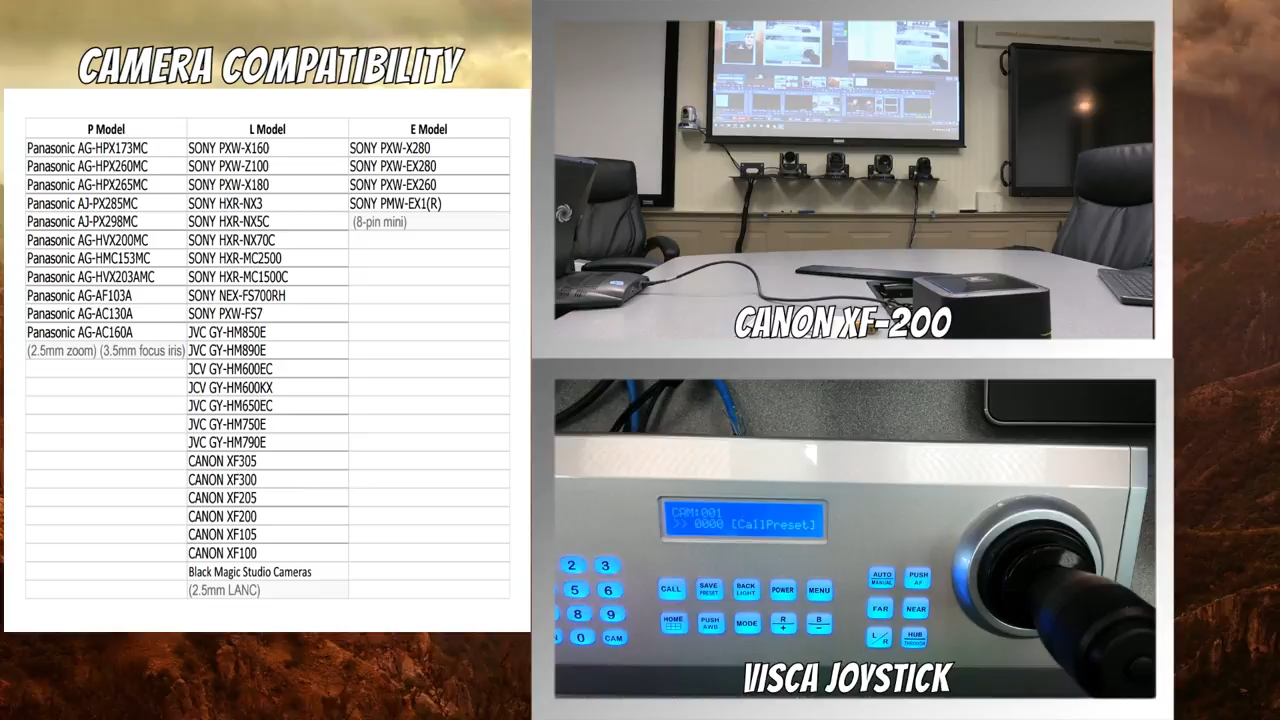 CAMERA COMPATIBILITY
P Model L Model E Model
Panasonic AG-HPX173MC SONY PXW-X160 SONY PXW-X280
Panasonic AG-HPX260MC SONY PXW-Z100 SONY PXW-EX280
Panasonic AG-HPX265MC SONY PXW-X180 SONY PXW-EX260
Panasonic AJ-PX285MC SONY HXR-NX3 SONY PMW-EX1(R)
Panasonic AJ-PX298MC SONY HXR-NX5C (8-pin mini)
Panasonic AG-HVX200MC SONY HXR-NX70C
Panasonic AG-HMC153MC SONY HXR-MC2500
Panasonic AG-HVX203AMC SONY HXR-MC1500C
Panasonic AG-AF103A SONY NEX-FS700RH
Panasonic AG-AC130A SONY PXW-FS7
Panasonic AG-AC160A JVC GY-HM850E
(2.5mm zoom) (3.5mm focus iris) JVC GY-HM890E
JCV GY-HM600EC
JCV GY-HM600KX
JVC GY-HM650EC
JVC GY-HM750E
JVC GY-HM790E
CANON XF305
CANON XF300
CANON XF205
CANON XF200
CANON XF105
CANON XF100
Black Magic Studio Cameras
(2.5mm LANC)
CANON XF-200
CAM:001
>> 0000 [CallPreset]
2 3
5 6
8 9
0 CAM
CALL SAVE PRESET BACK LIGHT POWER MENU
HOME PUSH AWB MODE R + B -
AUTO MANUAL PUSH AF
FAR NEAR
L/R HUB THROUGH
VISCA JOYSTICK